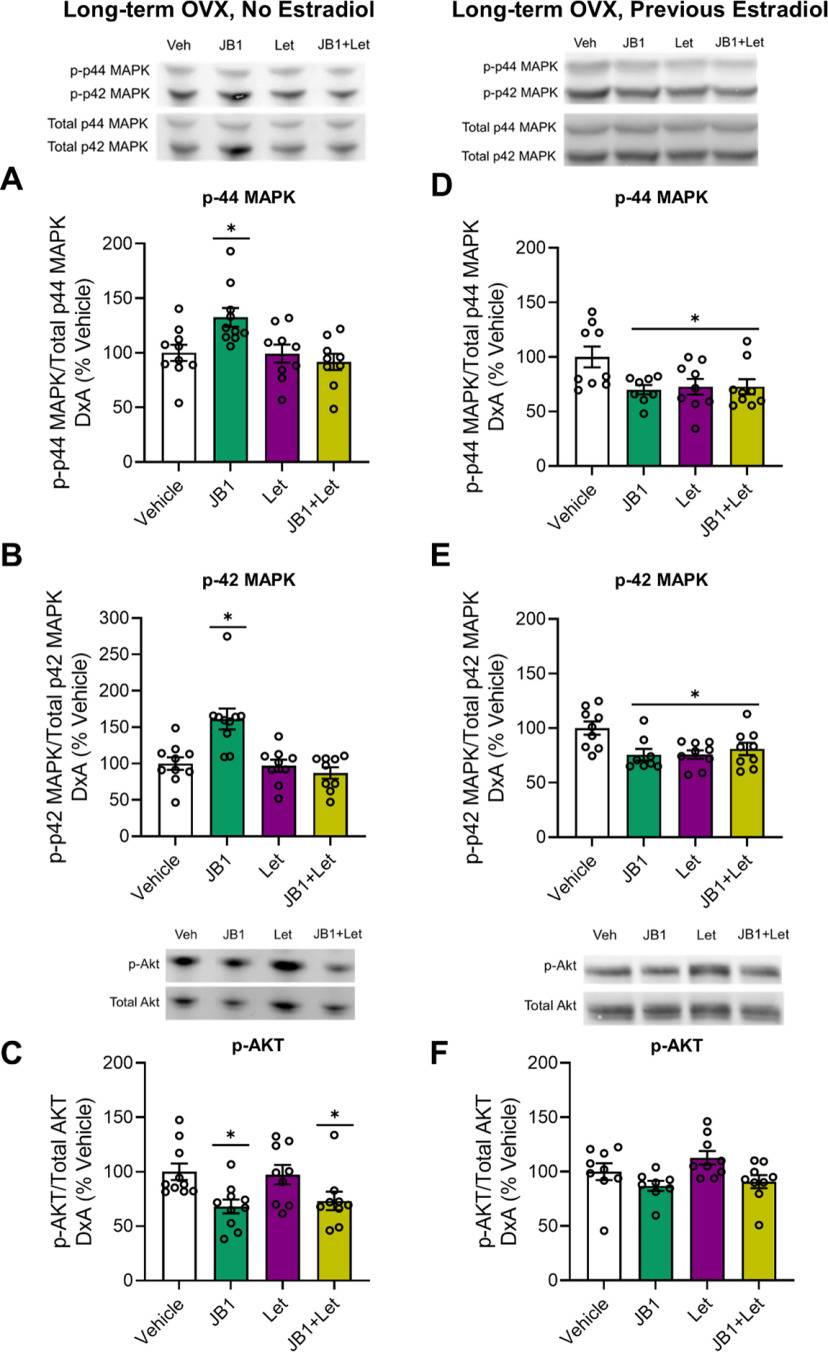 Long-term OVX, No Estradiol
Veh JB1 Let JB1+Let
p-p44 MAPK
p-p42 MAPK
Total p44 MAPK
Total p42 MAPK
A
p-44 MAPK
p-p44 MAPK/Total p44 MAPK
DxA (% Vehicle)
200
150
100
50
0
*
Vehicle JB1 Let JB1+Let
B
p-42 MAPK
p-p42 MAPK/Total p42 MAPK
DxA (% Vehicle)
300
250
200
150
100
50
0
*
Vehicle JB1 Let JB1+Let
Veh JB1 Let JB1+Let
p-Akt
Total Akt
C
p-AKT
p-AKT/Total AKT
DxA (% Vehicle)
200
150
100
50
0
* *
Vehicle JB1 Let JB1+Let
Long-term OVX, Previous Estradiol
Veh JB1 Let JB1+Let
p-p44 MAPK
p-p42 MAPK
Total p44 MAPK
Total p42 MAPK
D
p-44 MAPK
p-p44 MAPK/Total p44 MAPK
DxA (% Vehicle)
200
150
100
50
0
*
Vehicle JB1 Let JB1+Let
E
p-42 MAPK
p-p42 MAPK/Total p42 MAPK
DxA (% Vehicle)
200
150
100
50
0
*
Vehicle JB1 Let JB1+Let
Veh JB1 Let JB1+Let
p-Akt
Total Akt
F
p-AKT
p-AKT/Total AKT
DxA (% Vehicle)
200
150
100
50
0
Vehicle JB1 Let JB1+Let